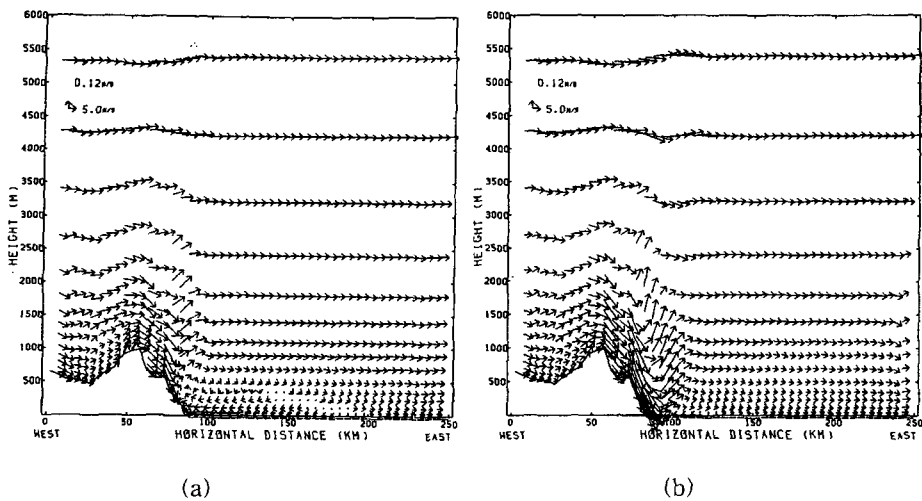 6000
5500
5000
4500
4000
3500
3000
2500
2000
1500
1000
500
HEIGHT (M)
0.12M/S
5.0M/S
0
50
100
150
200
250
WEST
HORIZONTAL DISTANCE (KM)
EAST
(a)
6000
5500
5000
4500
4000
3500
3000
2500
2000
1500
1000
500
HEIGHT (M)
0.12M/S
5.0M/S
0
50
100
150
200
250
WEST
HORIZONTAL DISTANCE (KM)
EAST
(b)